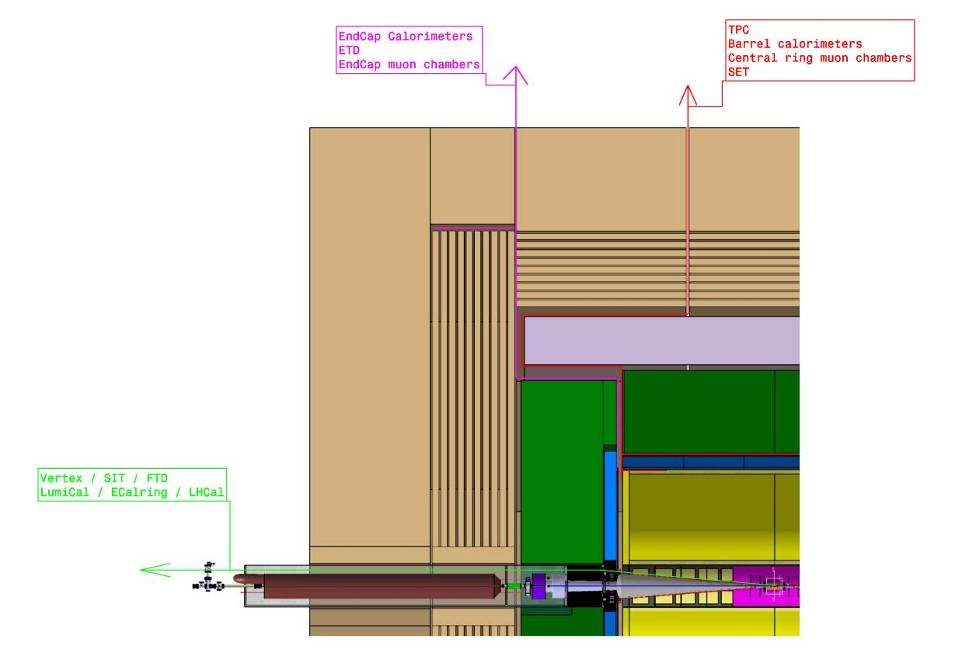 EndCap Calorimeters
ETD
EndCap muon chambers
TPC
Barrel calorimeters
Central ring muon chambers
SET
Vertex / SIT / FTD
LumiCal / ECalring / LHCal